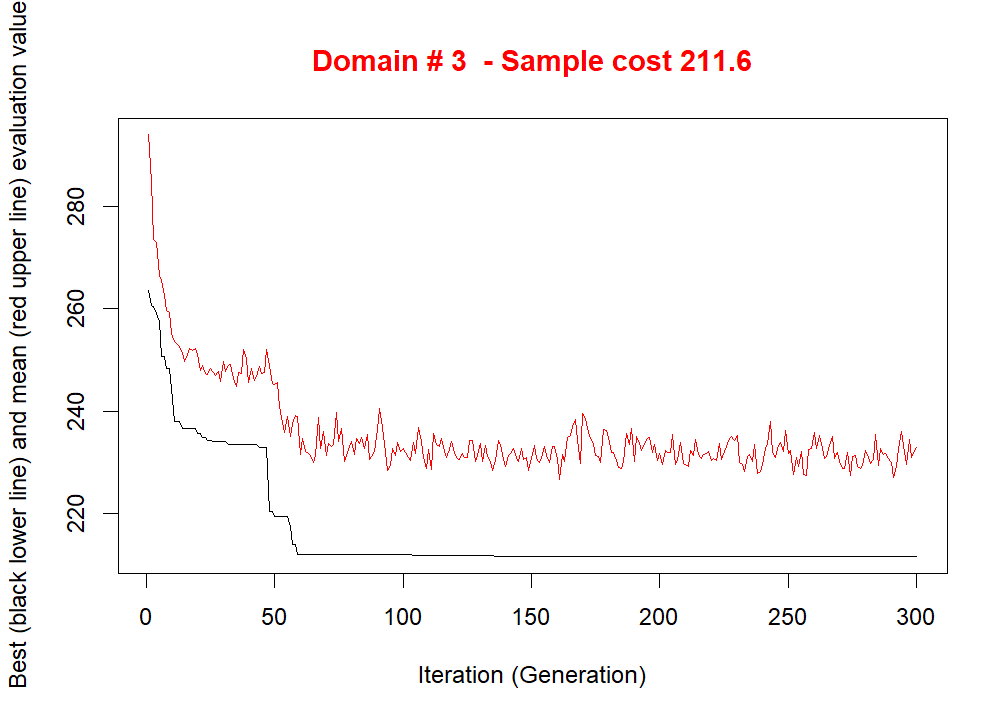 Domain # 3  - Sample cost 211.6
Best (black lower line) and mean (red upper line) evaluation value
280
260
240
220
0 50 100 150 200 250 300
Iteration (Generation)